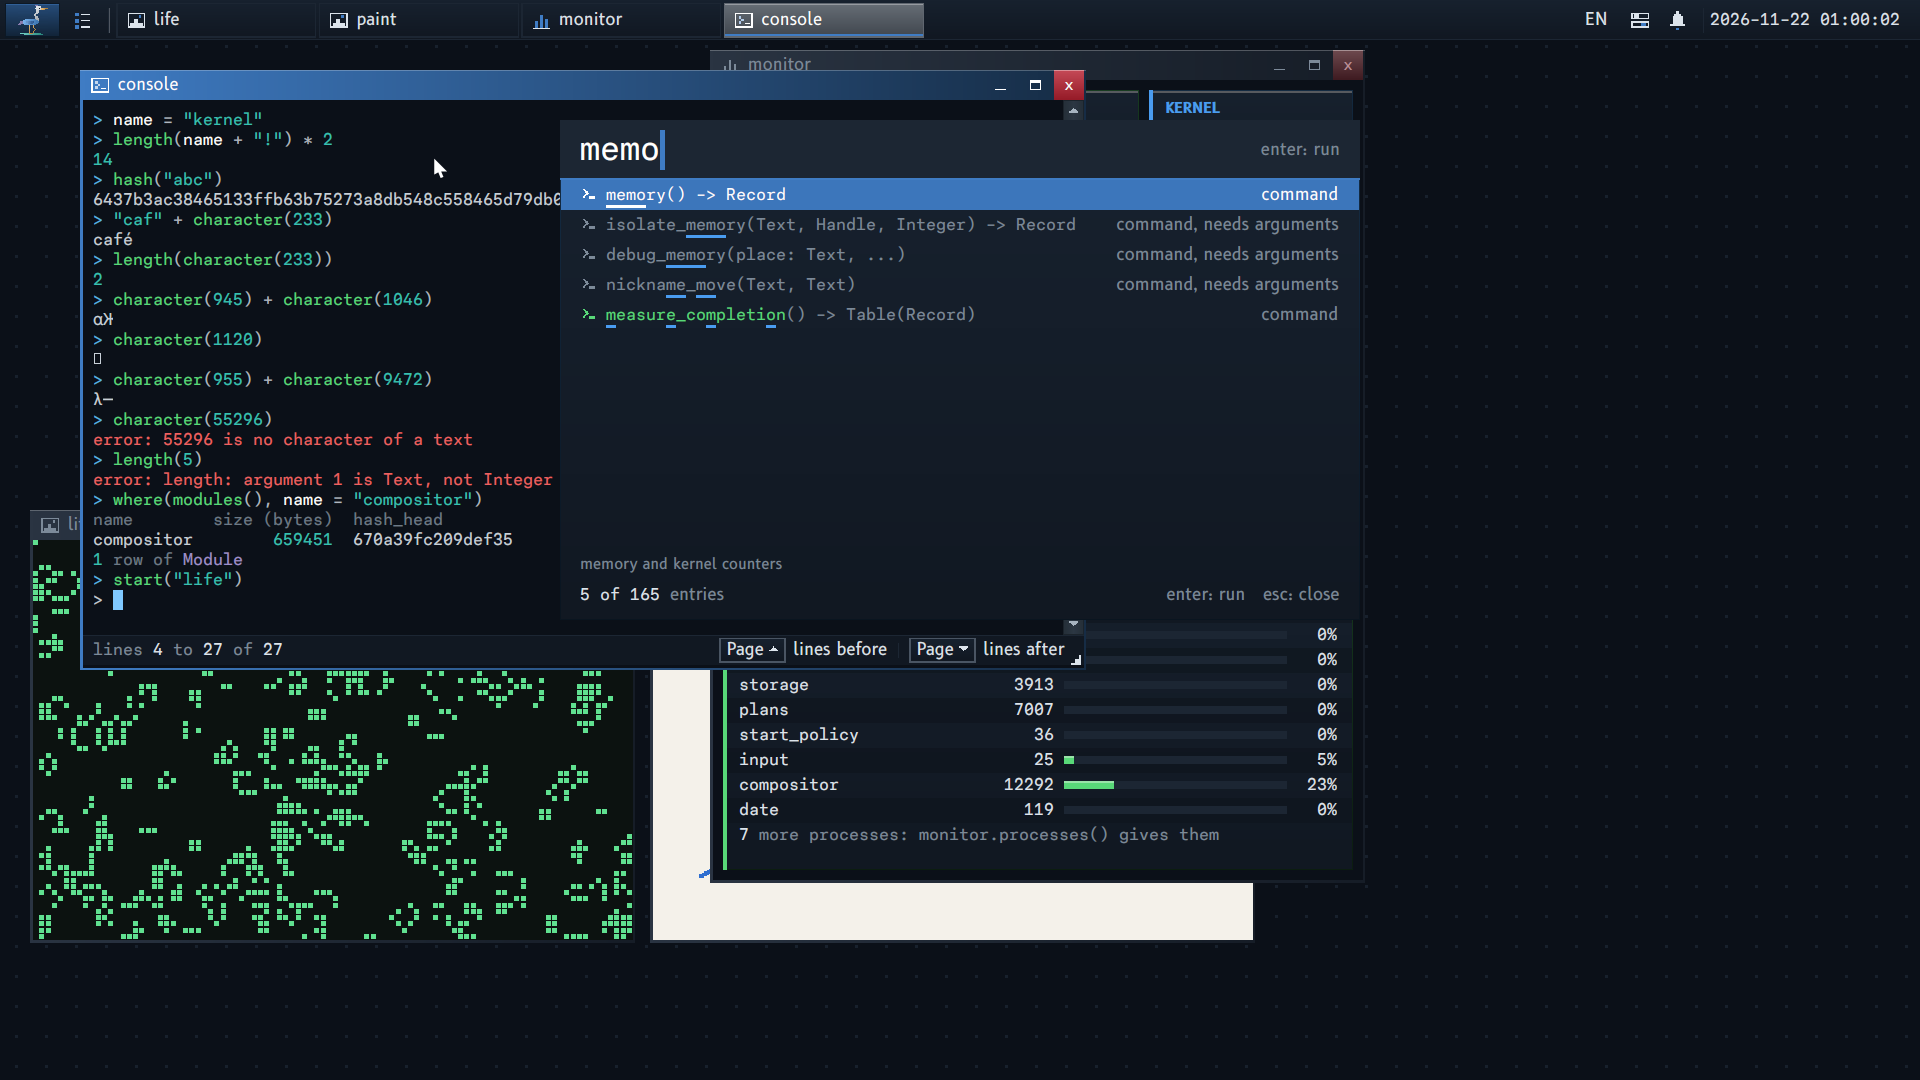 life
paint
monitor
console
EN
2026-11-22 01:00:02
monitor
x
console
x
KERNEL
> name = "kernel"
> length(name + "!") * 2
14
> hash("abc")
6437b3ac38465133ffb63b75273a8db548c558465d79db0
> "caf" + character(233)
café
> length(character(233))
2
> character(945) + character(1046)
αЖ
> character(1120)
> character(955) + character(9472)
λ─
> character(55296)
error: 55296 is no character of a text
> length(5)
error: length: argument 1 is Text, not Integer
> where(modules(), name = "compositor")
name size (bytes) hash_head
compositor 659451 670a39fc209def35
1 row of Module
> start("life")
>
lines 4 to 27 of 27
Page lines before
Page lines after
memo
enter: run
memory() -> Record command
isolate_memory(Text, Handle, Integer) -> Record command, needs arguments
debug_memory(place: Text, ...) command, needs arguments
nickname_move(Text, Text) command, needs arguments
measure_completion() -> Table(Record) command
memory and kernel counters
5 of 165 entries
enter: run esc: close
li
0%
0%
storage 3913 0%
plans 7007 0%
start_policy 36 0%
input 25 5%
compositor 12292 23%
date 119 0%
7 more processes: monitor.processes() gives them